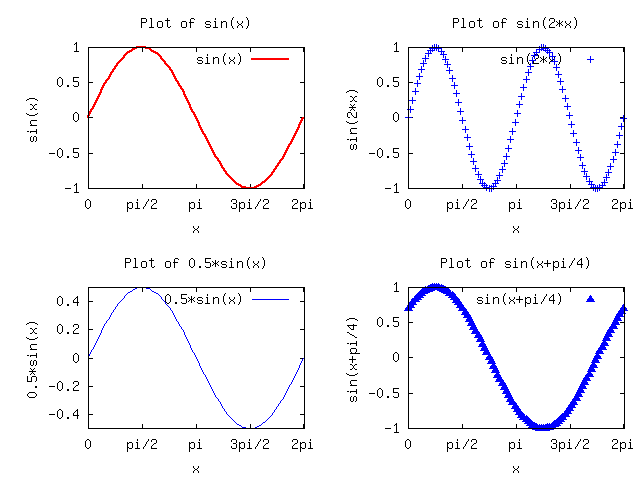 Plot of sin(x)
sin(x)
1
0.5
0
-0.5
-1
sin(x)
0 pi/2 pi 3pi/2 2pi
x
Plot of sin(2*x)
sin(2*x)
1
0.5
0
-0.5
-1
sin(2*x)
0 pi/2 pi 3pi/2 2pi
x
Plot of 0.5*sin(x)
0.5*sin(x)
0.4
0.2
0
-0.2
-0.4
0.5*sin(x)
0 pi/2 pi 3pi/2 2pi
x
Plot of sin(x+pi/4)
sin(x+pi/4)
1
0.5
0
-0.5
-1
sin(x+pi/4)
0 pi/2 pi 3pi/2 2pi
x